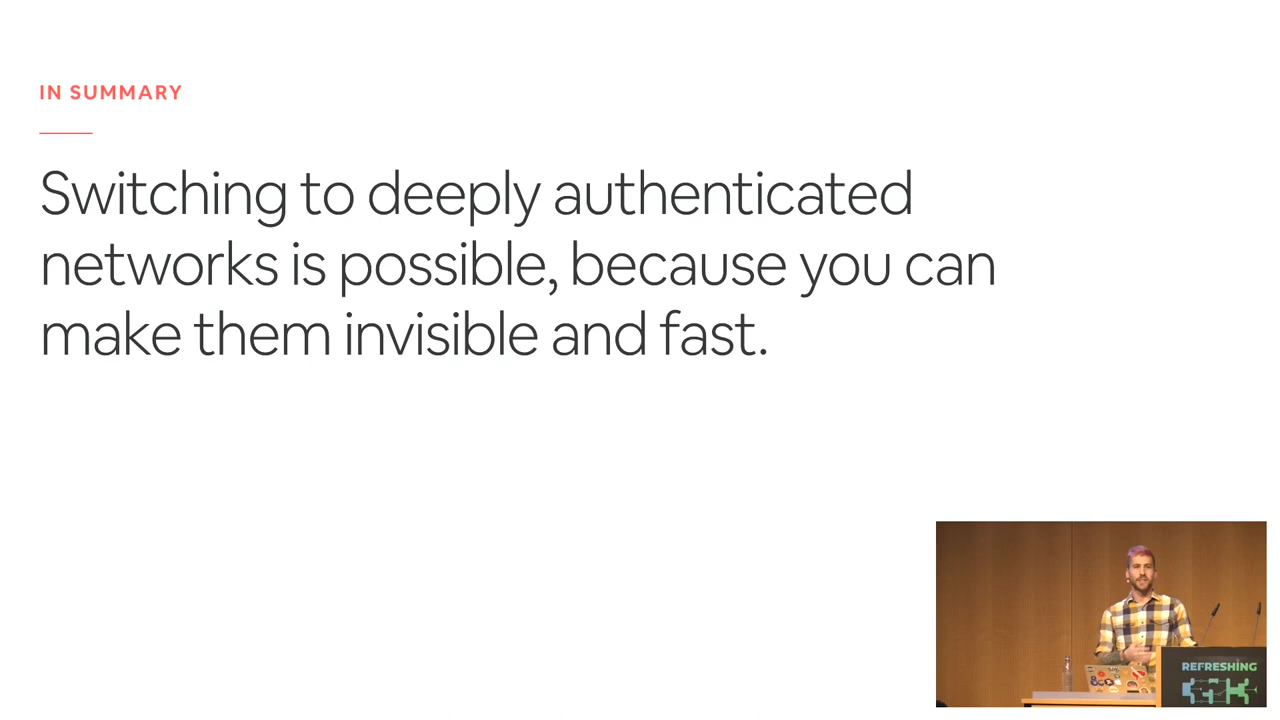 IN SUMMARY
Switching to deeply authenticated
networks is possible, because you can
make them invisible and fast.
REFRESHING